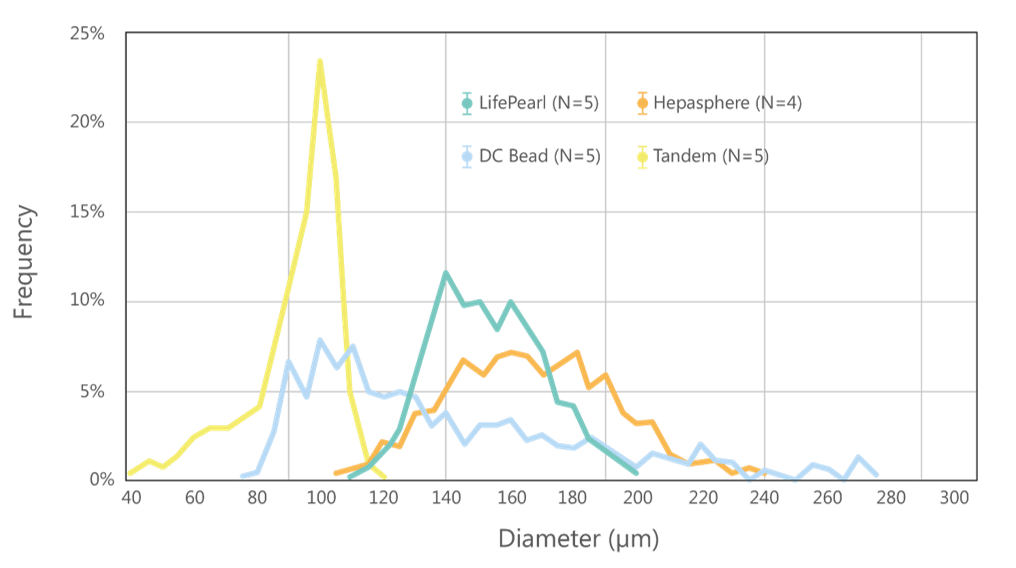 25%
LifePearl (N=5) Hepasphere (N=4)
20%
DC Bead (N=5) Tandem (N=5)
15%
Frequency
10%
5%
0%
40 60 80 100 120 140 160 180 200 220 240 260 280 300
Diameter (μm)